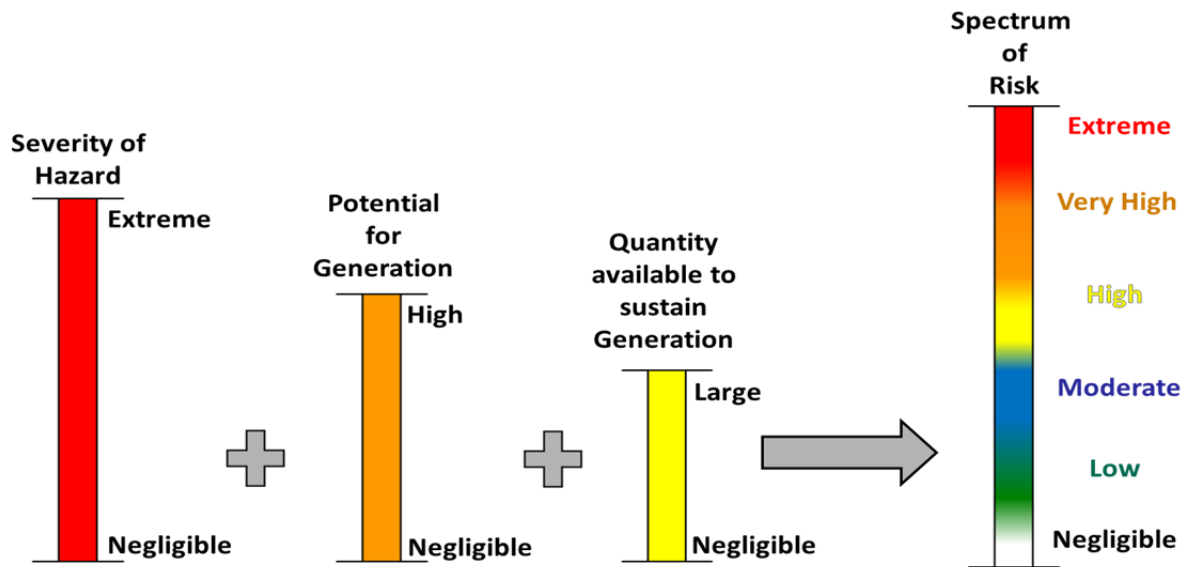 Severity of
Hazard
Extreme
Negligible
Potential
for
Generation
High
Negligible
Quantity
available to
sustain
Generation
Large
Negligible
Spectrum
of
Risk
Extreme
Very High
High
Moderate
Low
Negligible